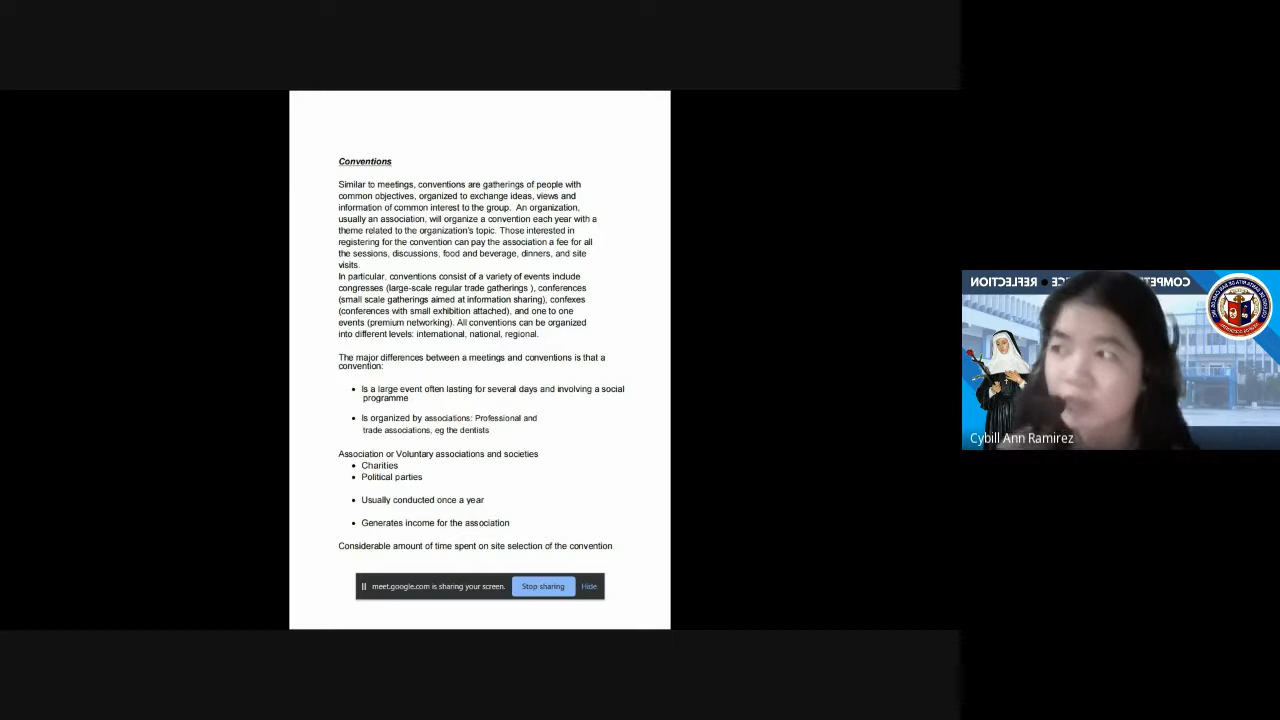 Conventions
Similar to meetings, conventions are gatherings of people with
common objectives, organized to exchange ideas, views and
information of common interest to the group. An organization,
usually an association, will organize a convention each year with a
theme related to the organization's topic. Those interested in
registering for the convention can pay the association a fee for all
the sessions, discussions, food and beverage, dinners, and site
visits.
In particular, conventions consist of a variety of events include
congresses (large-scale regular trade gatherings ), conferences
(small scale gatherings aimed at information sharing), confexes
(conferences with small exhibition attached), and one to one
events (premium networking). All conventions can be organized
into different levels: international, national, regional.
The major differences between a meetings and conventions is that a
convention:
• Is a large event often lasting for several days and involving a social
programme
• Is organized by associations: Professional and
trade associations, eg the dentists
Association or Voluntary associations and societies
• Charities
• Political parties
• Usually conducted once a year
• Generates income for the association
Considerable amount of time spent on site selection of the convention
meet.google.com is sharing your screen. Stop sharing Hide
COMPET CE ● REFLECTION
Cybill Ann Ramirez